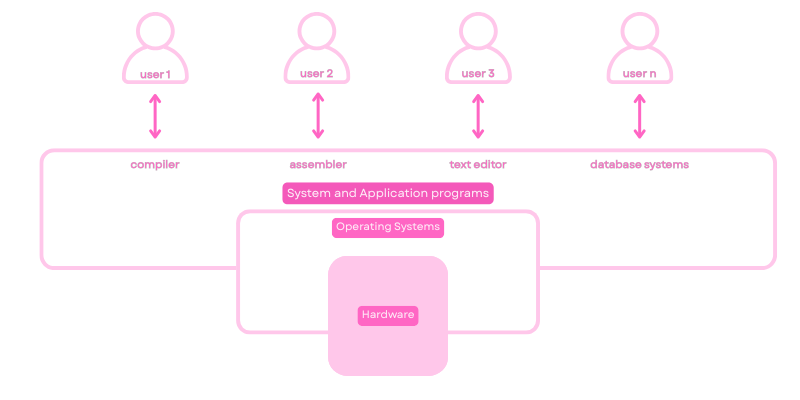 user 1
user 2
user 3
user n
compiler
assembler
text editor
database systems
System and Application programs
Operating Systems
Hardware